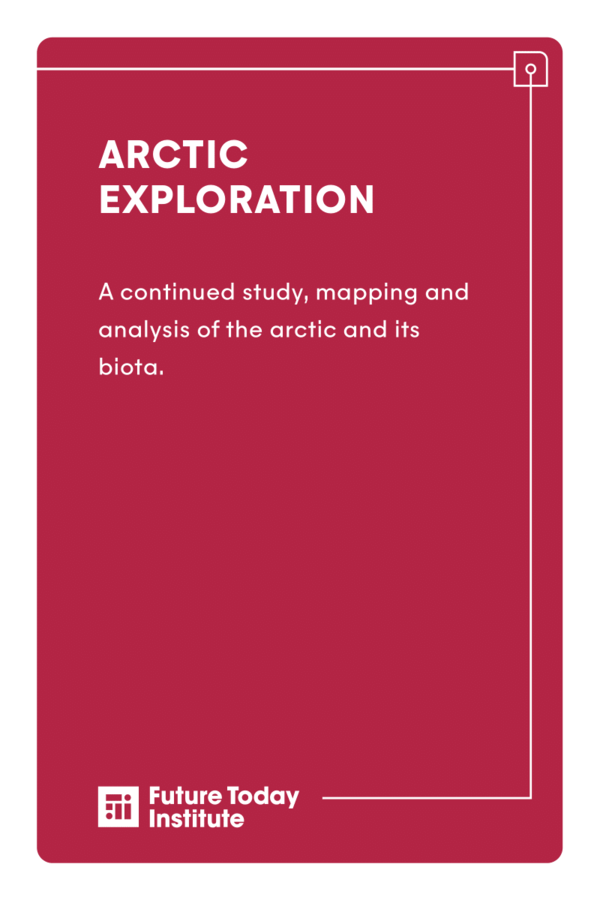 ARCTIC
EXPLORATION
A continued study, mapping and
analysis of the arctic and its
biota.
Future Today
Institute